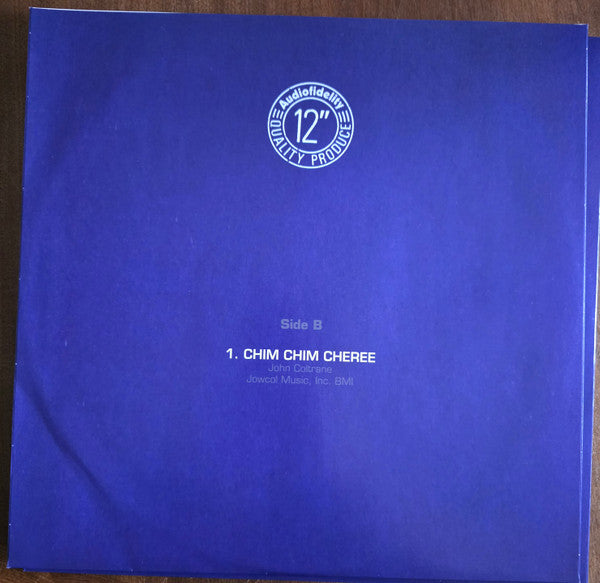 Audiofidelity
12"
QUALITY PRODUCE
Side B
1. CHIM CHIM CHEREE
John Coltrane
Jowcol Music, Inc. BMI